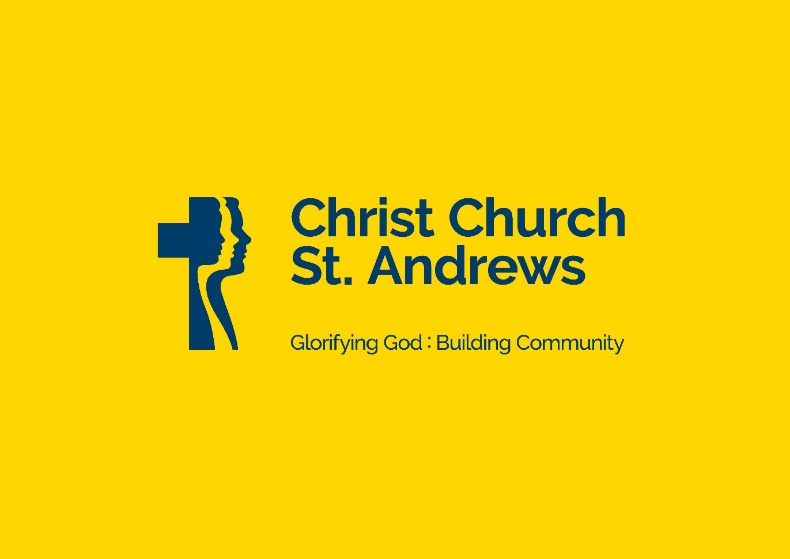 Christ Church
St. Andrews
Glorifying God : Building Community